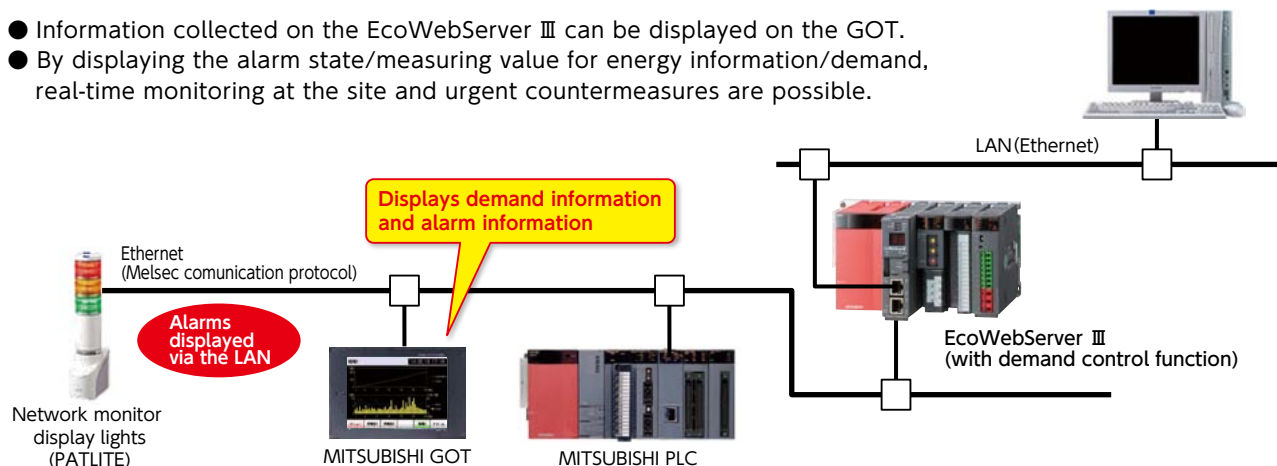 ● Information collected on the EcoWebServer Ⅲ can be displayed on the GOT.
● By displaying the alarm state/measuring value for energy information/demand,
real-time monitoring at the site and urgent countermeasures are possible.
LAN(Ethernet)
Displays demand information
and alarm information
Ethernet
(Melsec comunication protocol)
Alarms
displayed
via the LAN
EcoWebServer Ⅲ
(with demand control function)
Network monitor
display lights
(PATLITE)
MITSUBISHI GOT
MITSUBISHI PLC